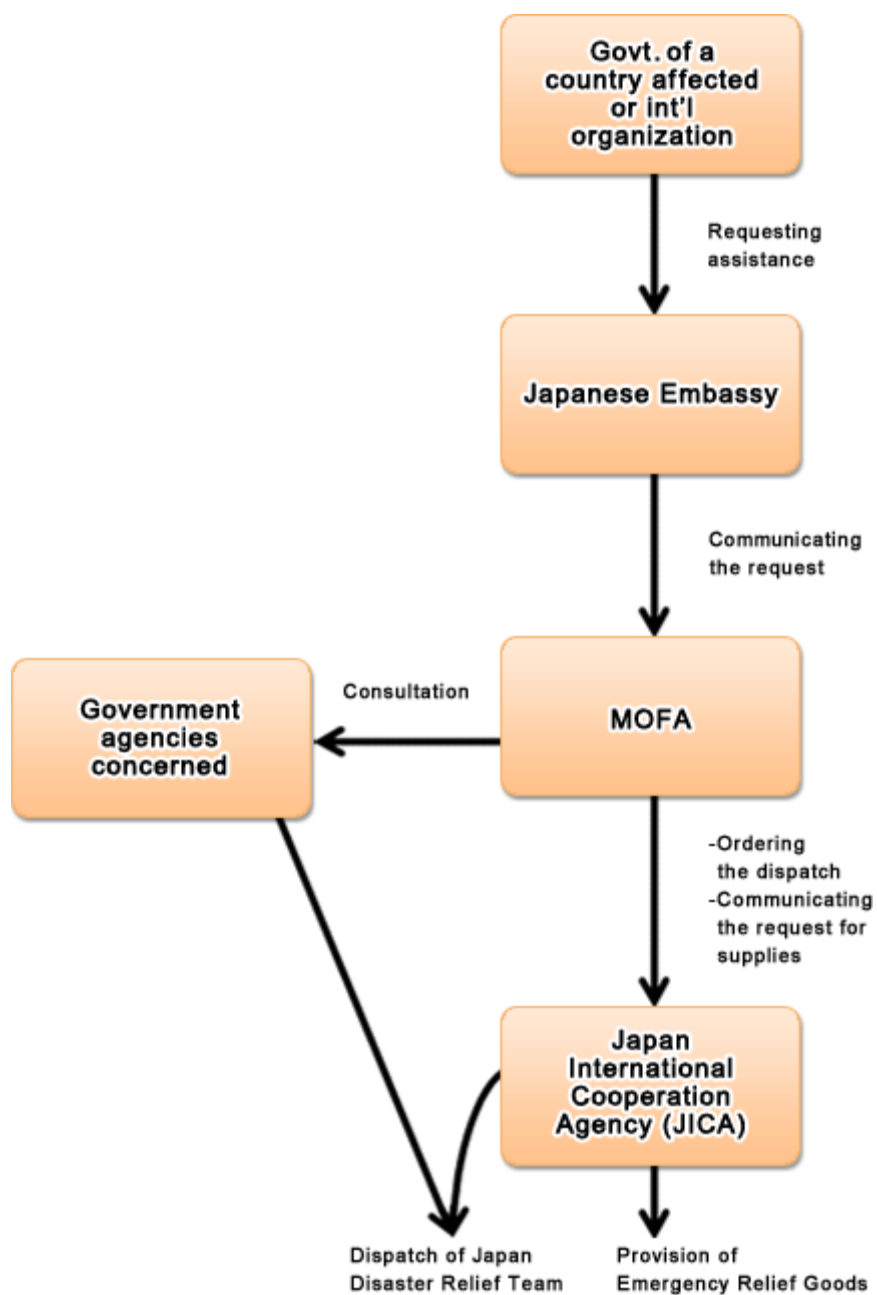 Govt. of a
country affected
or int'l
organization
Requesting
assistance
Japanese Embassy
Communicating
the request
Government
agencies
concerned
Consultation
MOFA
-Ordering
the dispatch
-Communicating
the request for
supplies
Japan
International
Cooperation
Agency (JICA)
Dispatch of Japan
Disaster Relief Team
Provision of
Emergency Relief Goods